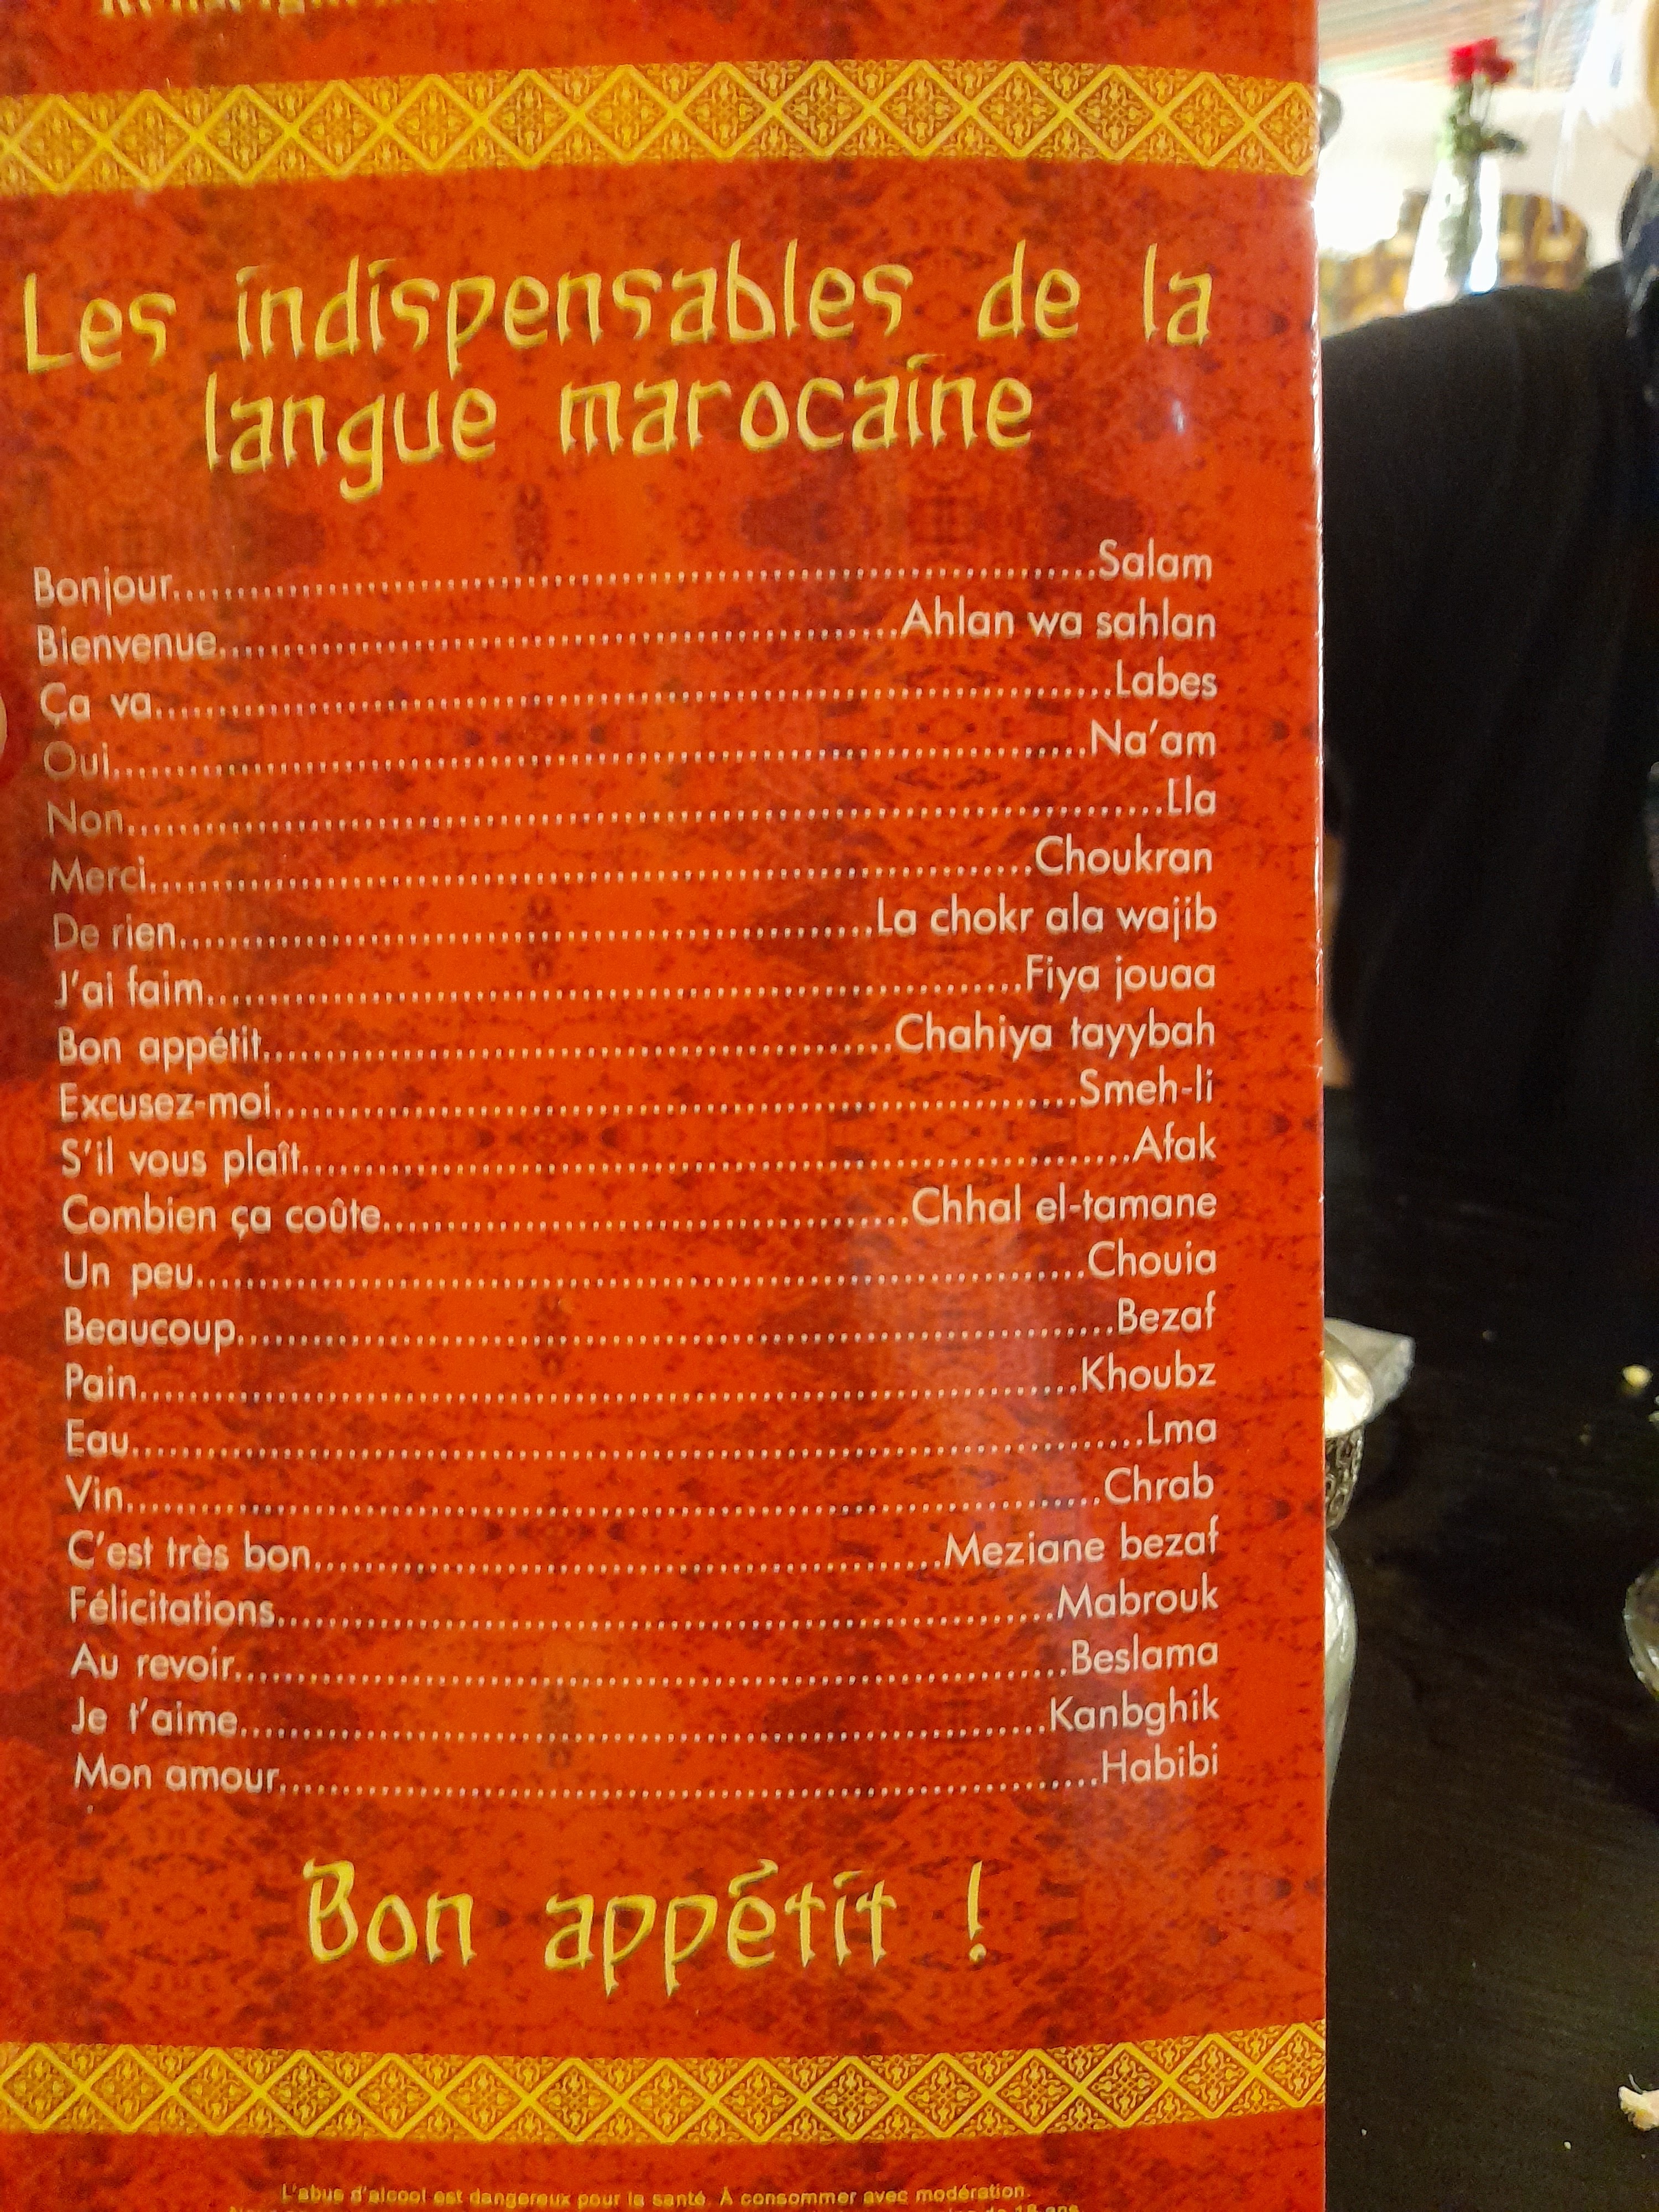 Les indispensables de la
langue marocaine
Bonjour..........Salam
Bienvenue..........Ahlan wa sahlan
Ça va..........Labes
Oui..........Na'am
Non..........Lla
Merci..........Choukran
De rien..........La chokr ala wajib
J'ai faim..........Fiya jouaa
Bon appétit..........Chahiya tayybah
Excusez-moi..........Smeh-li
S'il vous plaît..........Afak
Combien ça coûte..........Chhal el-tamane
Un peu..........Chouia
Beaucoup..........Bezaf
Pain..........Khoubz
Eau..........Lma
Vin..........Chrab
C'est très bon..........Meziane bezaf
Félicitations..........Mabrouk
Au revoir..........Beslama
Je t'aime..........Kanbghik
Mon amour..........Habibi
Bon appétit !
L'abus d'alcool est dangereux pour la santé. À consommer avec modération.
de 18 ans